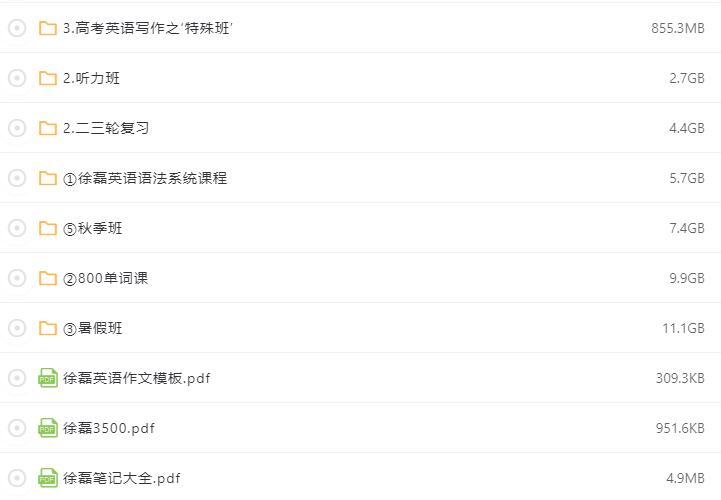 3.高考英语写作之‘特殊班’ 855.3MB
2.听力班 2.7GB
2.二三轮复习 4.4GB
①徐磊英语语法系统课程 5.7GB
⑤秋季班 7.4GB
②800单词课 9.9GB
③暑假班 11.1GB
PDF 徐磊英语作文模板.pdf 309.3KB
PDF 徐磊3500.pdf 951.6KB
PDF 徐磊笔记大全.pdf 4.9MB